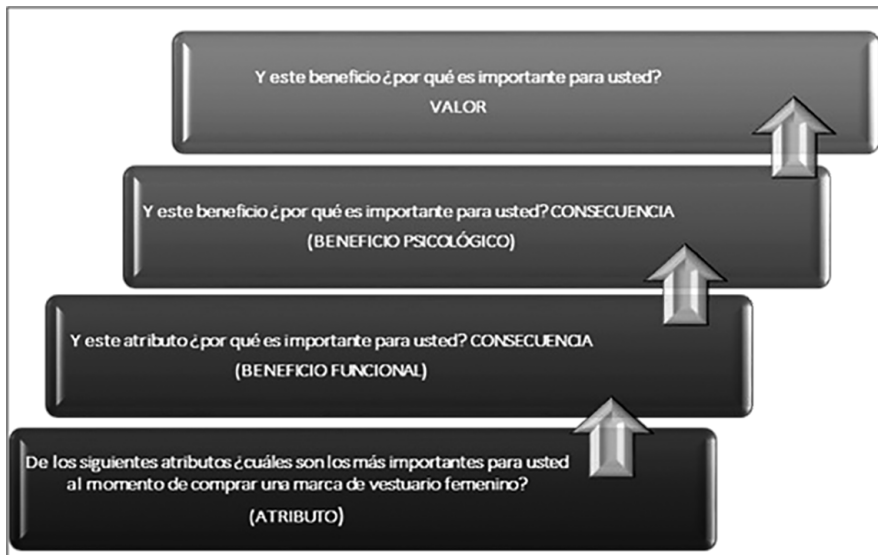 Y este beneficio ¿por qué es importante para usted?
VALOR
Y este beneficio ¿por qué es importante para usted? CONSECUENCIA
(BENEFICIO PSICOLÓGICO)
Y este atributo ¿por qué es importante para usted? CONSECUENCIA
(BENEFICIO FUNCIONAL)
De los siguientes atributos ¿cuáles son los más importantes para usted
al momento de comprar una marca de vestuario femenino?
(ATRIBUTO)